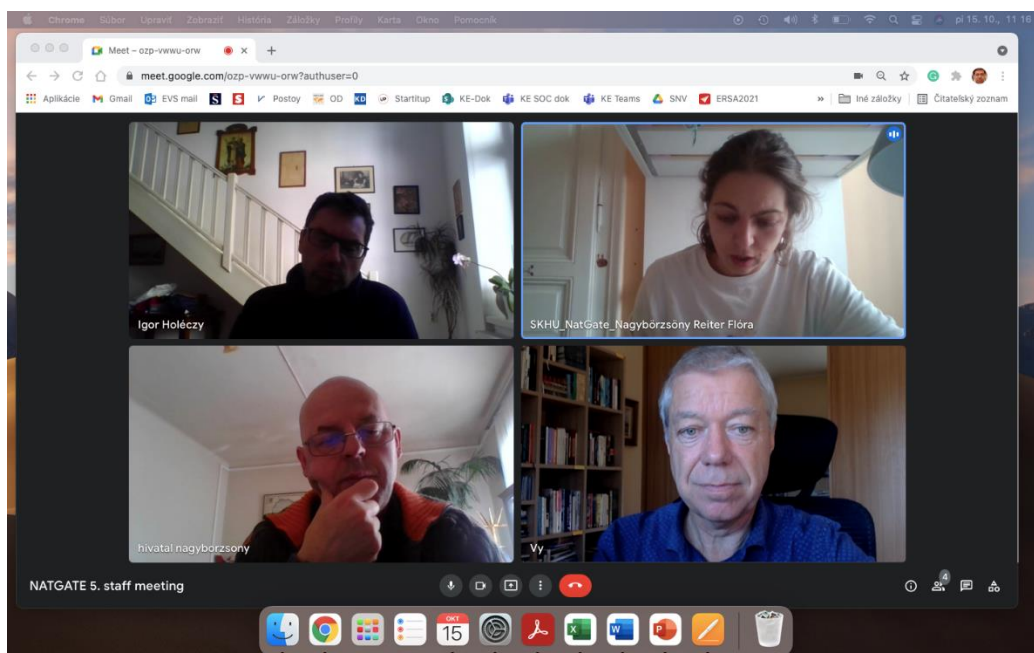 Chrome Súbor Upraviť Zobraziť História Záložky Profily Karta Okno Pomocník pi 15. 10., 11 16
Meet – ozp-vwwu-orw
meet.google.com/ozp-vwwu-orw?authuser=0
Aplikácie Gmail EVS mail Postoy OD KD Startitup KE-Dok KE SOC dok KE Teams SNV ERSA2021 » Iné záložky Čitateľský zoznam
Igor Holéczy
SKHU_NatGate_Nagybörzsöny Reiter Flóra
hivatal nagyborzsony
Vy
NATGATE 5. staff meeting
4
OKT
15